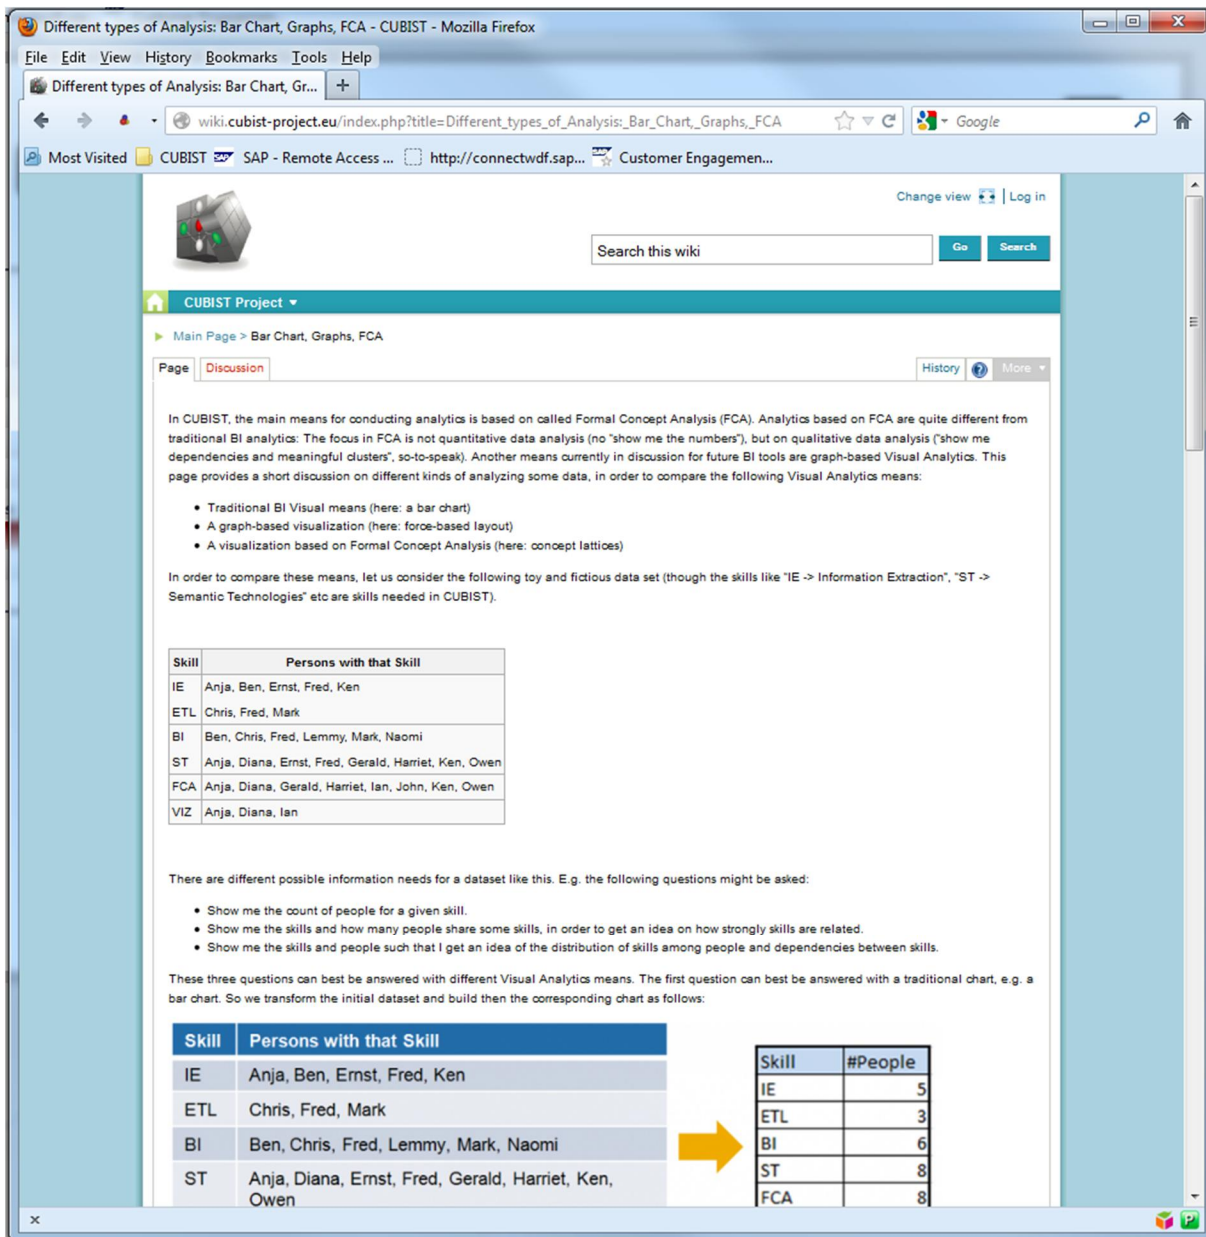 Different types of Analysis: Bar Chart, Graphs, FCA - CUBIST - Mozilla Firefox
File Edit View History Bookmarks Tools Help
Different types of Analysis: Bar Chart, Gr...
wiki.cubist-project.eu/index.php?title=Different_types_of_Analysis:_Bar_Chart,_Graphs,_FCA Google
Most Visited CUBIST SAP - Remote Access ... http://connectwdf.sap... Customer Engagemen...
Change view | Log in
Search this wiki Go Search
CUBIST Project
Main Page > Bar Chart, Graphs, FCA
Page Discussion History More
In CUBIST, the main means for conducting analytics is based on called Formal Concept Analysis (FCA). Analytics based on FCA are quite different from
traditional BI analytics: The focus in FCA is not quantitative data analysis (no "show me the numbers"), but on qualitative data analysis ("show me
dependencies and meaningful clusters", so-to-speak). Another means currently in discussion for future BI tools are graph-based Visual Analytics. This
page provides a short discussion on different kinds of analyzing some data, in order to compare the following Visual Analytics means:
• Traditional BI Visual means (here: a bar chart)
• A graph-based visualization (here: force-based layout)
• A visualization based on Formal Concept Analysis (here: concept lattices)
In order to compare these means, let us consider the following toy and fictious data set (though the skills like "IE -> Information Extraction", "ST ->
Semantic Technologies" etc are skills needed in CUBIST).
Skill Persons with that Skill
IE Anja, Ben, Ernst, Fred, Ken
ETL Chris, Fred, Mark
BI Ben, Chris, Fred, Lemmy, Mark, Naomi
ST Anja, Diana, Ernst, Fred, Gerald, Harriet, Ken, Owen
FCA Anja, Diana, Gerald, Harriet, Ian, John, Ken, Owen
VIZ Anja, Diana, Ian
There are different possible information needs for a dataset like this. E.g. the following questions might be asked:
• Show me the count of people for a given skill.
• Show me the skills and how many people share some skills, in order to get an idea on how strongly skills are related.
• Show me the skills and people such that I get an idea of the distribution of skills among people and dependencies between skills.
These three questions can best be answered with different Visual Analytics means. The first question can best be answered with a traditional chart, e.g. a
bar chart. So we transform the initial dataset and build then the corresponding chart as follows:
Skill Persons with that Skill
IE Anja, Ben, Ernst, Fred, Ken
ETL Chris, Fred, Mark
BI Ben, Chris, Fred, Lemmy, Mark, Naomi
ST Anja, Diana, Ernst, Fred, Gerald, Harriet, Ken,
Owen
Skill #People
IE 5
ETL 3
BI 6
ST 8
FCA 8